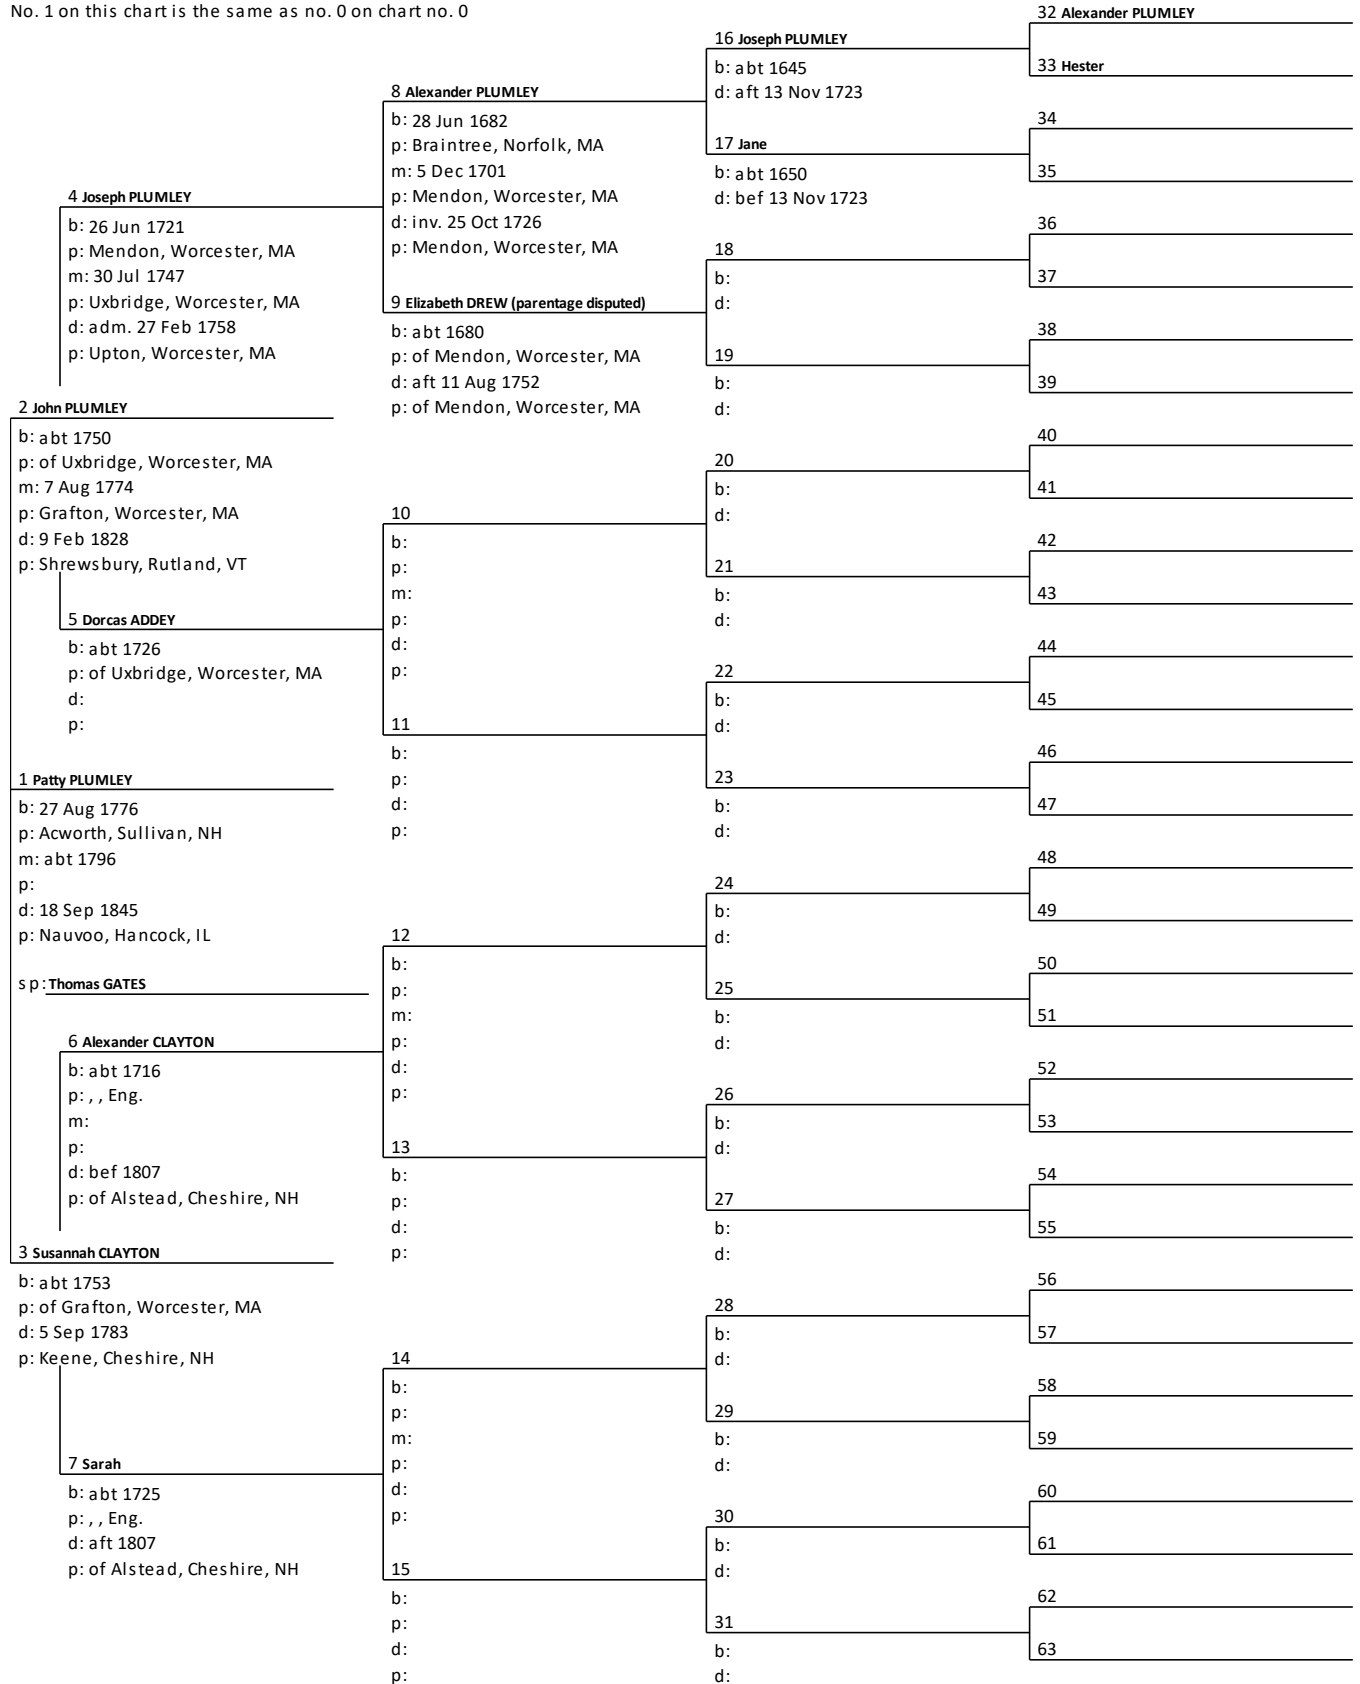 No. 1 on this chart is the same as no. 0 on chart no. 0
4 Joseph PLUMLEY
b: 26 Jun 1721
p: Mendon, Worcester, MA
m: 30 Jul 1747
p: Uxbridge, Worcester, MA
d: adm. 27 Feb 1758
p: Upton, Worcester, MA
2 John PLUMLEY
b: abt 1750
p: of Uxbridge, Worcester, MA
m: 7 Aug 1774
p: Grafton, Worcester, MA
d: 9 Feb 1828
p: Shrewsbury, Rutland, VT
5 Dorcas ADDEY
b: abt 1726
p: of Uxbridge, Worcester, MA
d:
p:
1 Patty PLUMLEY
b: 27 Aug 1776
p: Acworth, Sullivan, NH
m: abt 1796
p:
d: 18 Sep 1845
p: Nauvoo, Hancock, IL
sp: Thomas GATES
6 Alexander CLAYTON
b: abt 1716
p: , , Eng.
m:
p:
d: bef 1807
p: of Alstead, Cheshire, NH
3 Susannah CLAYTON
b: abt 1753
p: of Grafton, Worcester, MA
d: 5 Sep 1783
p: Keene, Cheshire, NH
7 Sarah
b: abt 1725
p: , , Eng.
d: aft 1807
p: of Alstead, Cheshire, NH
8 Alexander PLUMLEY
b: 28 Jun 1682
p: Braintree, Norfolk, MA
m: 5 Dec 1701
p: Mendon, Worcester, MA
d: inv. 25 Oct 1726
p: Mendon, Worcester, MA
9 Elizabeth DREW (parentage disputed)
b: abt 1680
p: of Mendon, Worcester, MA
d: aft 11 Aug 1752
p: of Mendon, Worcester, MA
10
b:
p:
m:
p:
d:
p:
11
b:
p:
d:
p:
12
b:
p:
m:
p:
d:
p:
13
b:
p:
d:
p:
14
b:
p:
m:
p:
d:
p:
15
b:
p:
d:
p:
16 Joseph PLUMLEY
b: abt 1645
d: aft 13 Nov 1723
17 Jane
b: abt 1650
d: bef 13 Nov 1723
18
b:
d:
19
b:
d:
20
b:
d:
21
b:
d:
22
b:
d:
23
b:
d:
24
b:
d:
25
b:
d:
26
b:
d:
27
b:
d:
28
b:
d:
29
b:
d:
30
b:
d:
31
b:
d:
32 Alexander PLUMLEY
33 Hester
34
35
36
37
38
39
40
41
42
43
44
45
46
47
48
49
50
51
52
53
54
55
56
57
58
59
60
61
62
63